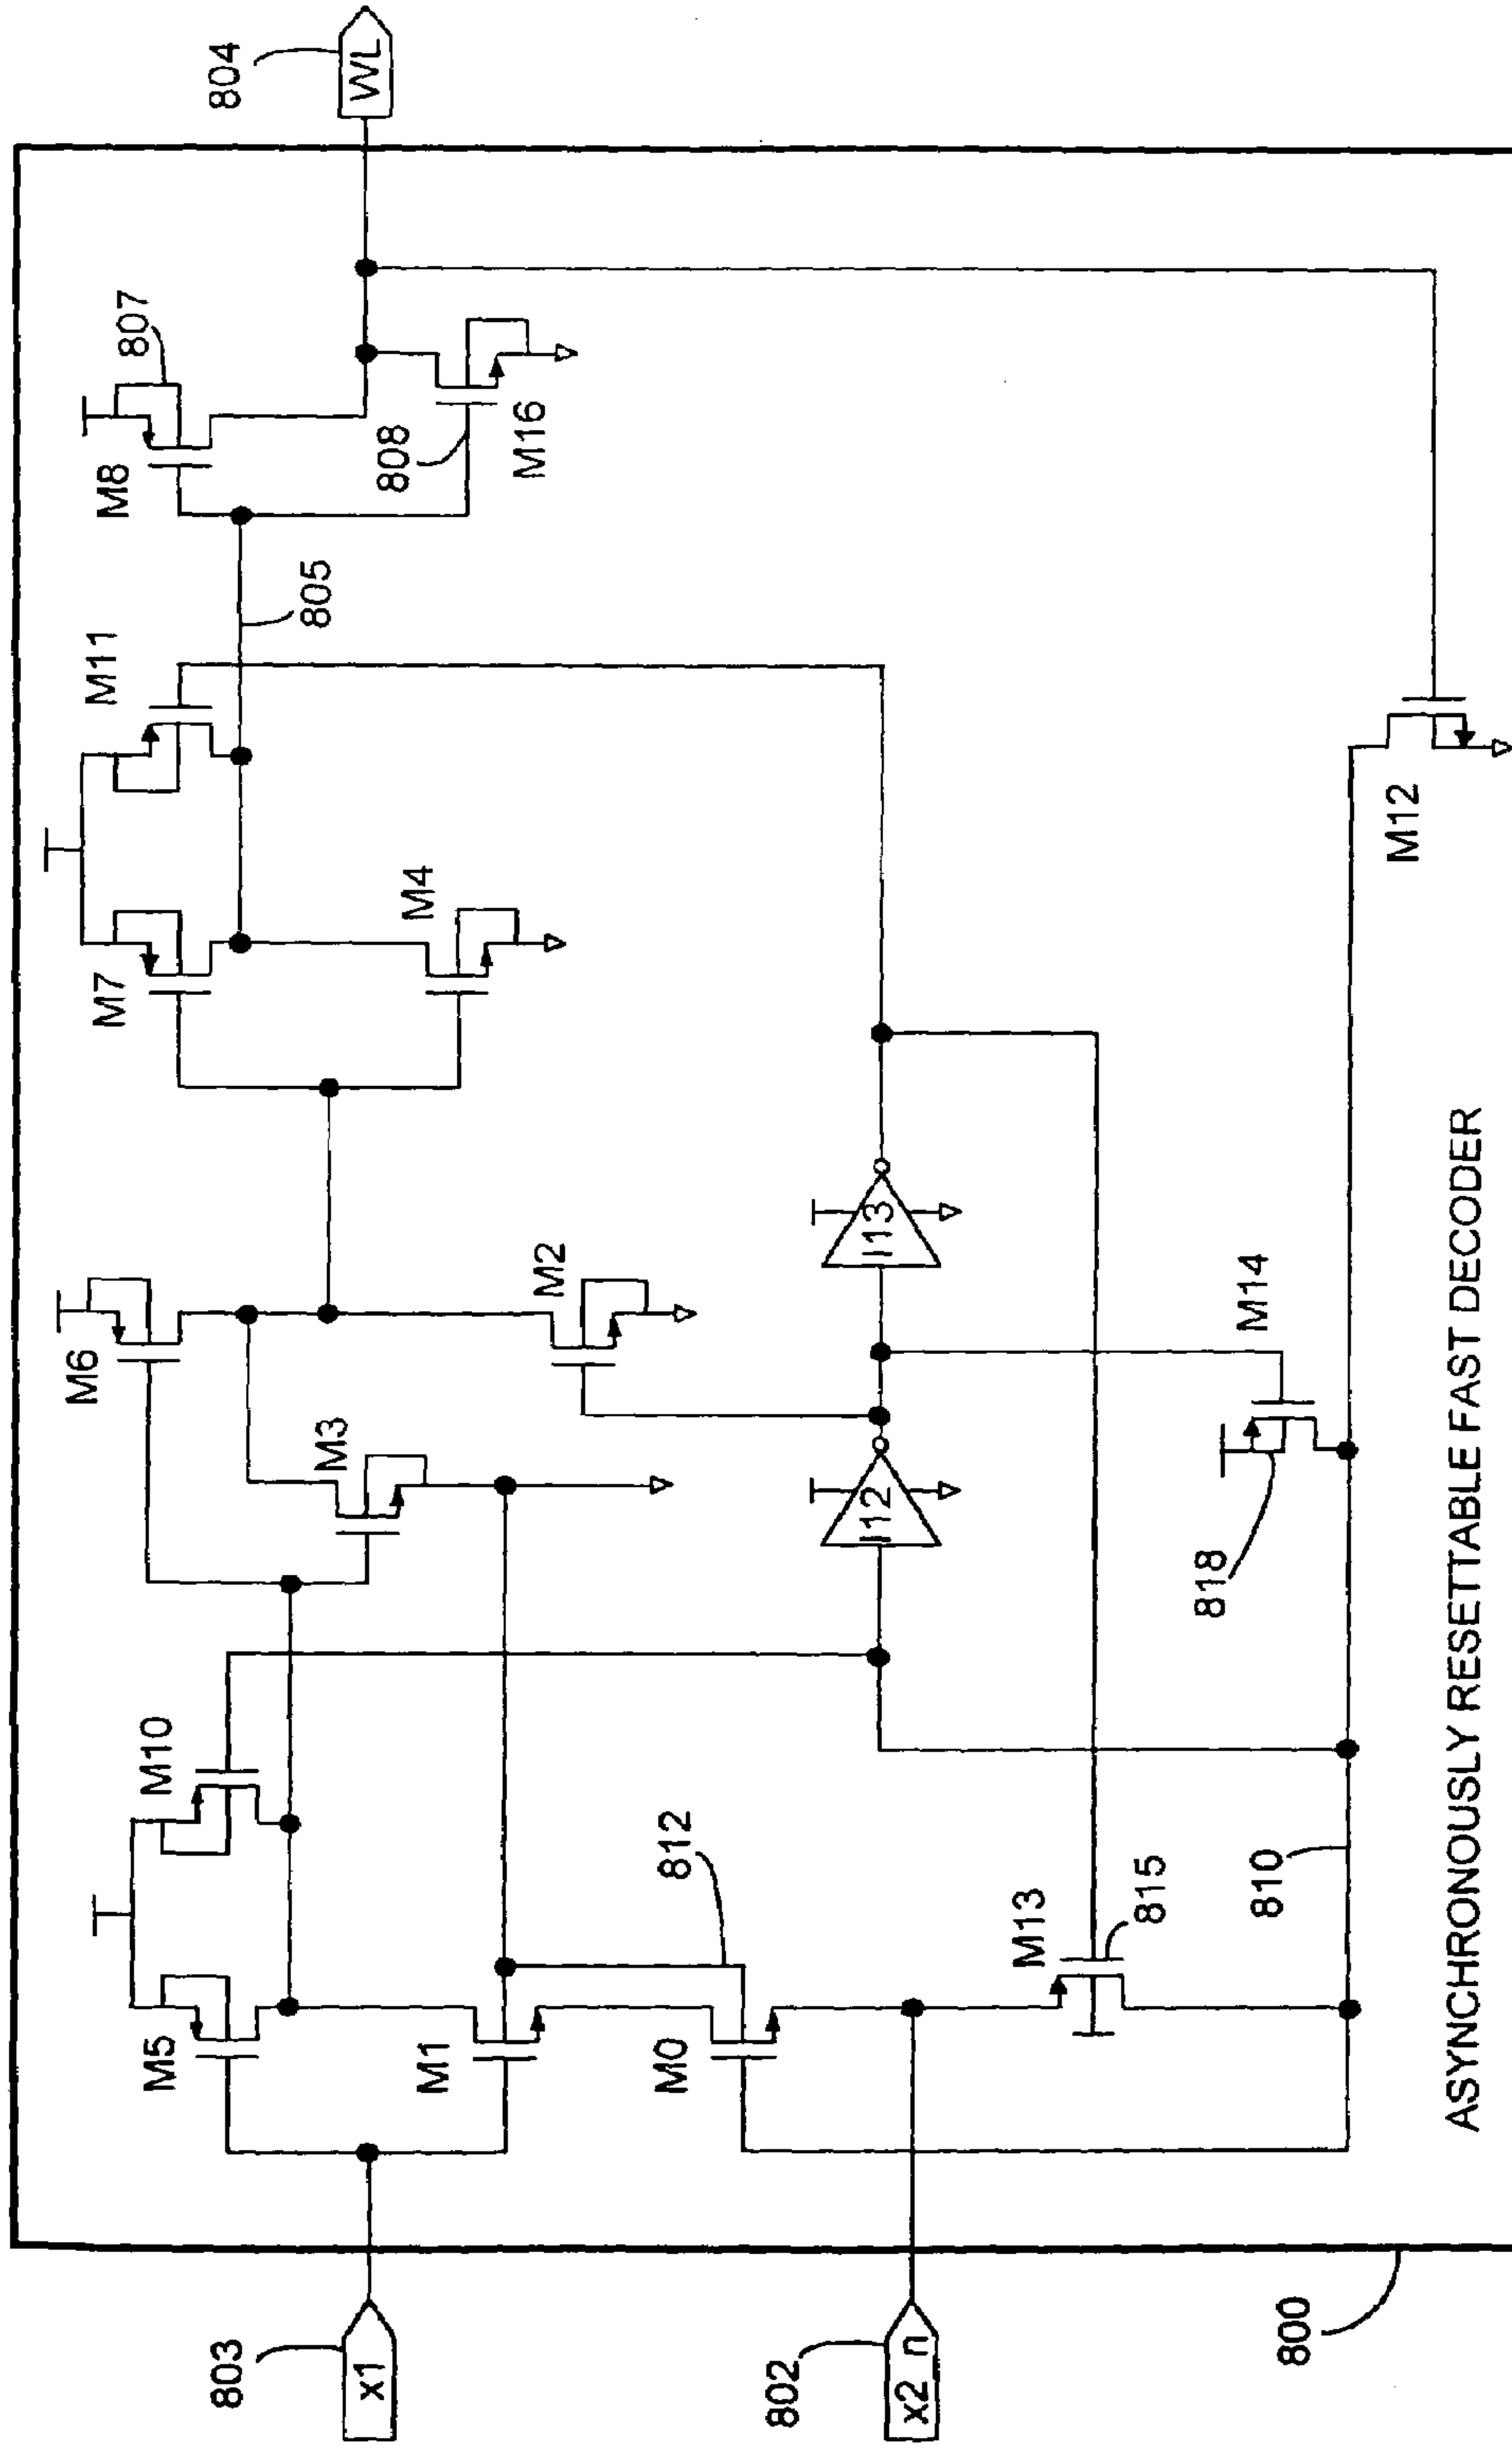 803
x1
802
x2_n
800
M5
M10
M1
M0
812
M13
815
810
M6
M3
M2
I12
I13
M14
818
M7
M11
M4
805
M8
807
808
M16
804
WL
M12
ASYNCHRONOUSLY RESETTABLE FAST DECODER